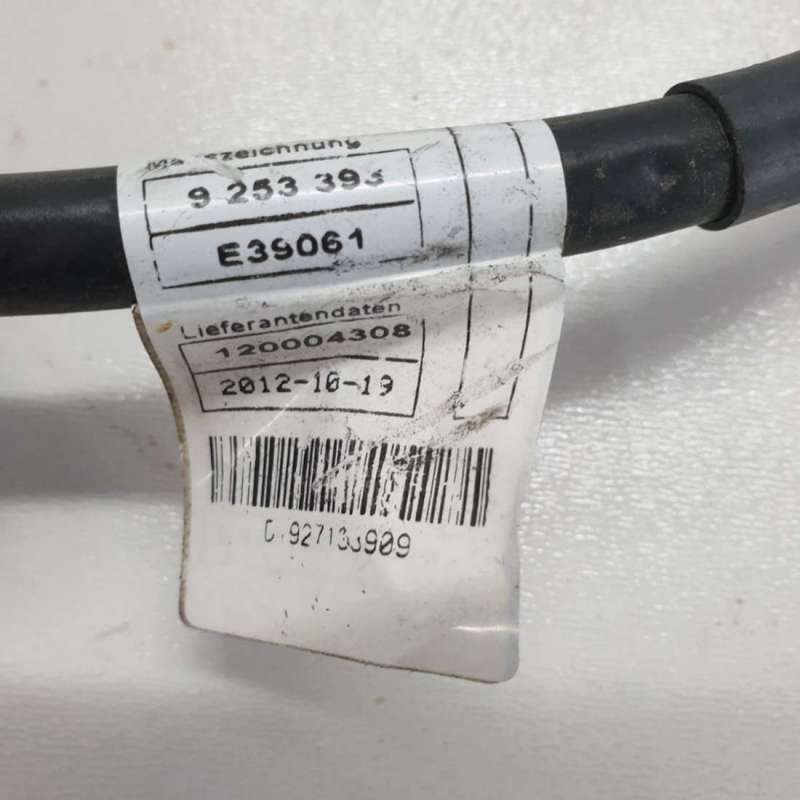 9 253 393
E39061
Lieferantendaten
120004308
2012-10-19